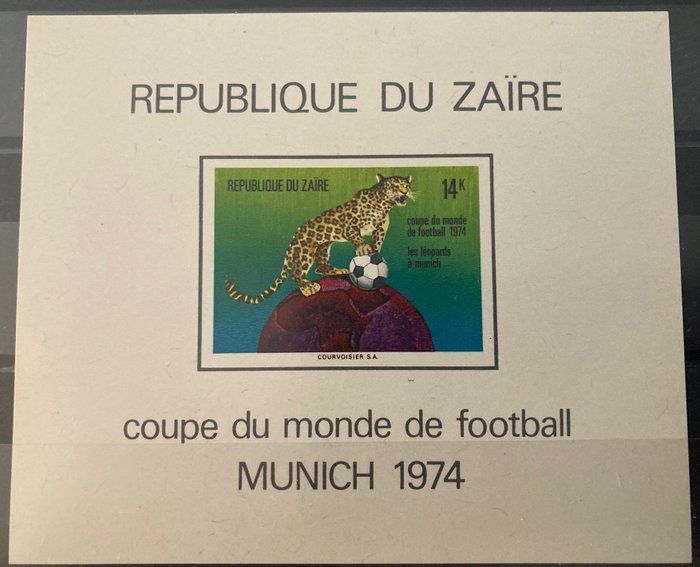 REPUBLIQUE DU ZAÏRE
REPUBLIQUE DU ZAÏRE
14K
coupe du monde
de football 1974
les léopards
à munich
COURVOISIER S.A.
coupe du monde de football
MUNICH 1974